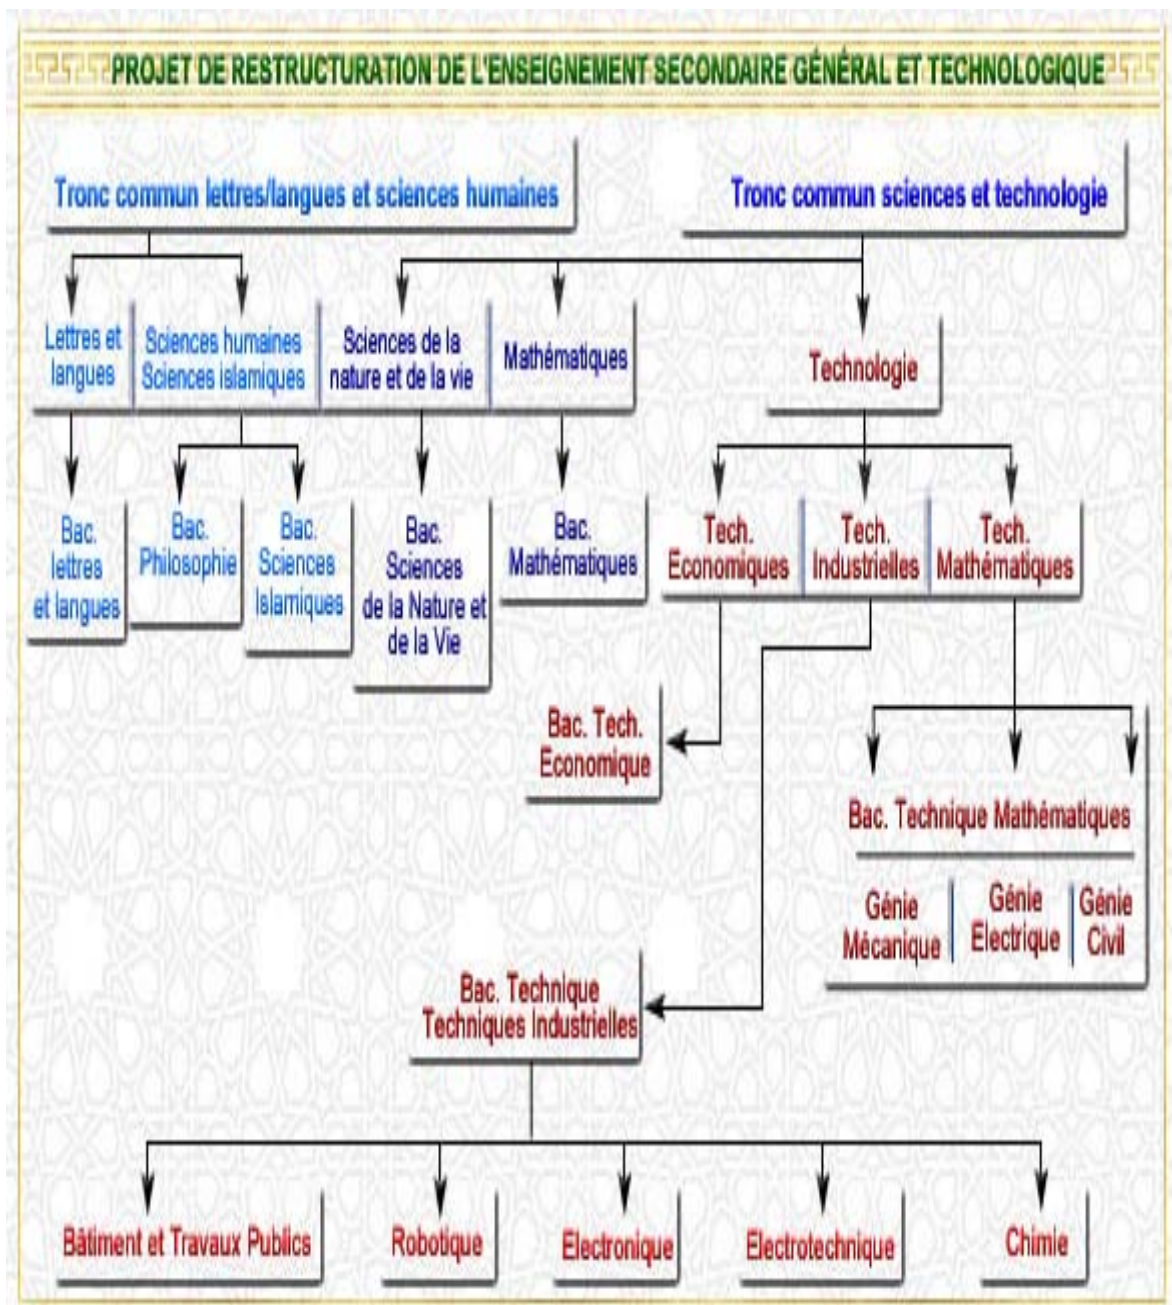 PROJET DE RESTRUCTURATION DE L'ENSEIGNEMENT SECONDAIRE GÉNÉRAL ET TECHNOLOGIQUE
Tronc commun lettres/langues et sciences humaines
Tronc commun sciences et technologie
Lettres et
langues
Sciences humaines
Sciences islamiques
Sciences de la
nature et de la vie
Mathématiques
Technologie
Bac.
lettres
et langues
Bac.
Philosophie
Bac.
Sciences
Islamiques
Bac.
Sciences
de la Nature et
de la Vie
Bac.
Mathématiques
Tech.
Economiques
Tech.
Industrielles
Tech.
Mathématiques
Bac. Tech.
Economique
Bac. Technique Mathématiques
Génie
Mécanique
Génie
Electrique
Génie
Civil
Bac. Technique
Techniques Industrielles
Bâtiment et Travaux Publics
Robotique
Electronique
Electrotechnique
Chimie